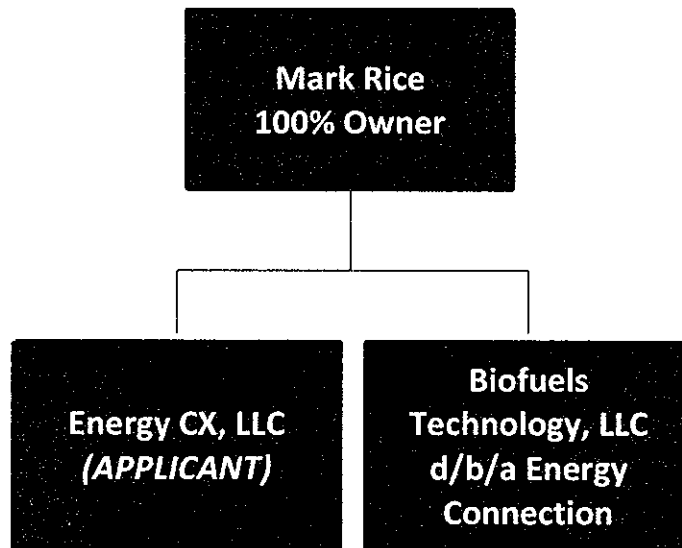 Mark Rice
100% Owner
Energy CX, LLC
(APPLICANT)
Biofuels
Technology, LLC
d/b/a Energy
Connection